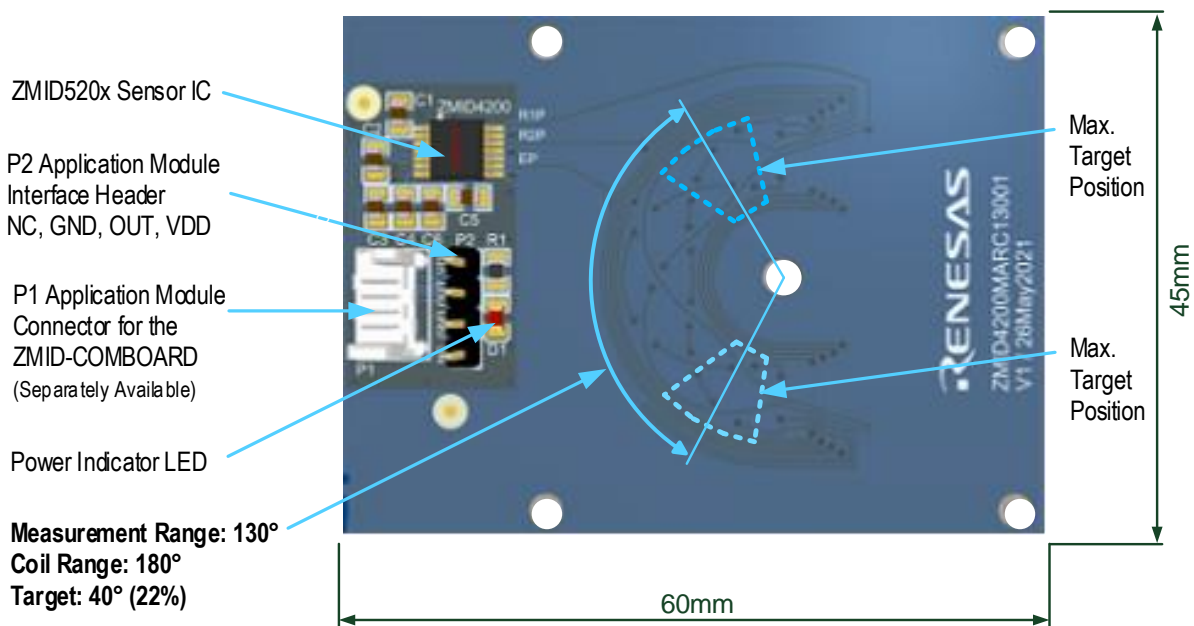 ZMID520x Sensor IC
P2 Application Module
Interface Header
NC, GND, OUT, VDD
P1 Application Module
Connector for the
ZMID-COMBOARD
(Separately Available)
Power Indicator LED
Measurement Range: 130°
Coil Range: 180°
Target: 40° (22%)
C1
ZMID4200
R1P
R2P
EP
C5
C3 C4 C6 P2 R1
P1
D1
Max.
Target
Position
Max.
Target
Position
RENESAS
ZMID4200MARC13001
V1.1 26May2021
45mm
60mm